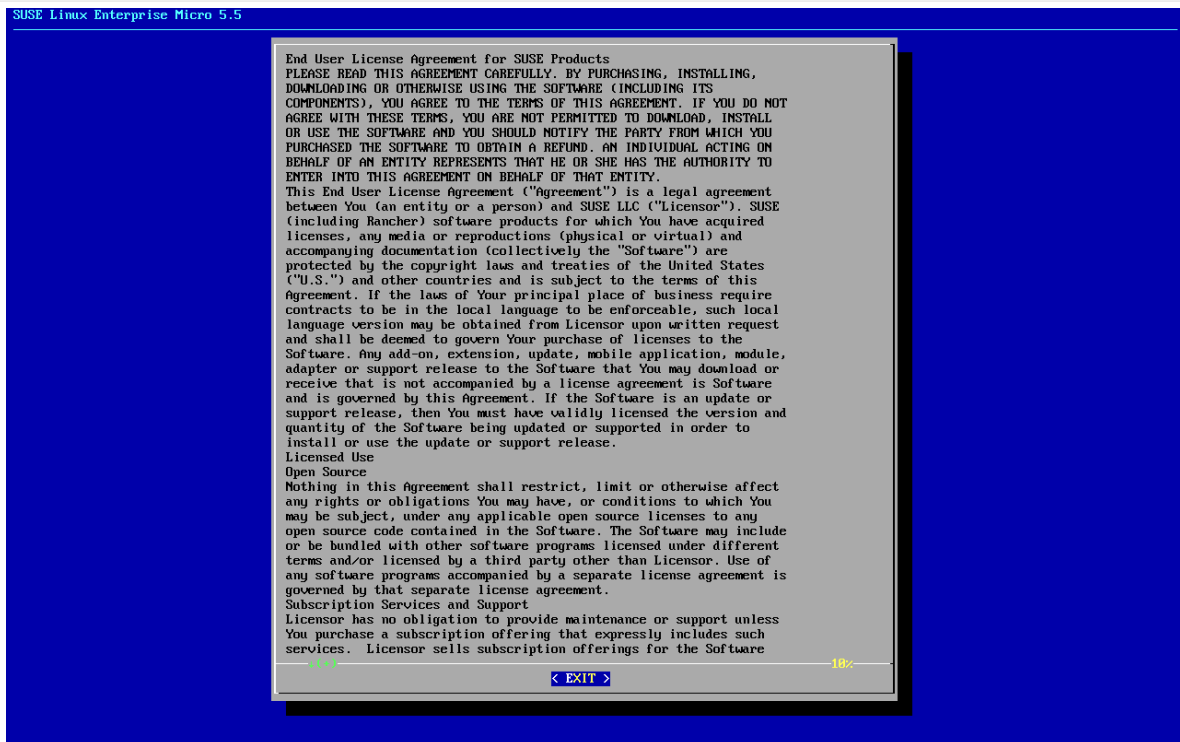 SUSE Linux Enterprise Micro 5.5
End User License Agreement for SUSE Products
PLEASE READ THIS AGREEMENT CAREFULLY. BY PURCHASING, INSTALLING,
DOWNLOADING OR OTHERWISE USING THE SOFTWARE (INCLUDING ITS
COMPONENTS), YOU AGREE TO THE TERMS OF THIS AGREEMENT. IF YOU DO NOT
AGREE WITH THESE TERMS, YOU ARE NOT PERMITTED TO DOWNLOAD, INSTALL
OR USE THE SOFTWARE AND YOU SHOULD NOTIFY THE PARTY FROM WHICH YOU
PURCHASED THE SOFTWARE TO OBTAIN A REFUND. AN INDIVIDUAL ACTING ON
BEHALF OF AN ENTITY REPRESENTS THAT HE OR SHE HAS THE AUTHORITY TO
ENTER INTO THIS AGREEMENT ON BEHALF OF THAT ENTITY.
This End User License Agreement ("Agreement") is a legal agreement
between You (an entity or a person) and SUSE LLC ("Licensor"). SUSE
(including Rancher) software products for which You have acquired
licenses, any media or reproductions (physical or virtual) and
accompanying documentation (collectively the "Software") are
protected by the copyright laws and treaties of the United States
("U.S.") and other countries and is subject to the terms of this
Agreement. If the laws of Your principal place of business require
contracts to be in the local language to be enforceable, such local
language version may be obtained from Licensor upon written request
and shall be deemed to govern Your purchase of licenses to the
Software. Any add-on, extension, update, mobile application, module,
adapter or support release to the Software that You may download or
receive that is not accompanied by a license agreement is Software
and is governed by this Agreement. If the Software is an update or
support release, then You must have validly licensed the version and
quantity of the Software being updated or supported in order to
install or use the update or support release.
Licensed Use
Open Source
Nothing in this Agreement shall restrict, limit or otherwise affect
any rights or obligations You may have, or conditions to which You
may be subject, under any applicable open source licenses to any
open source code contained in the Software. The Software may include
or be bundled with other software programs licensed under different
terms and/or licensed by a third party other than Licensor. Use of
any software programs accompanied by a separate license agreement is
governed by that separate license agreement.
Subscription Services and Support
Licensor has no obligation to provide maintenance or support unless
You purchase a subscription offering that expressly includes such
services.  Licensor sells subscription offerings for the Software
↓(+) 10%
< EXIT >